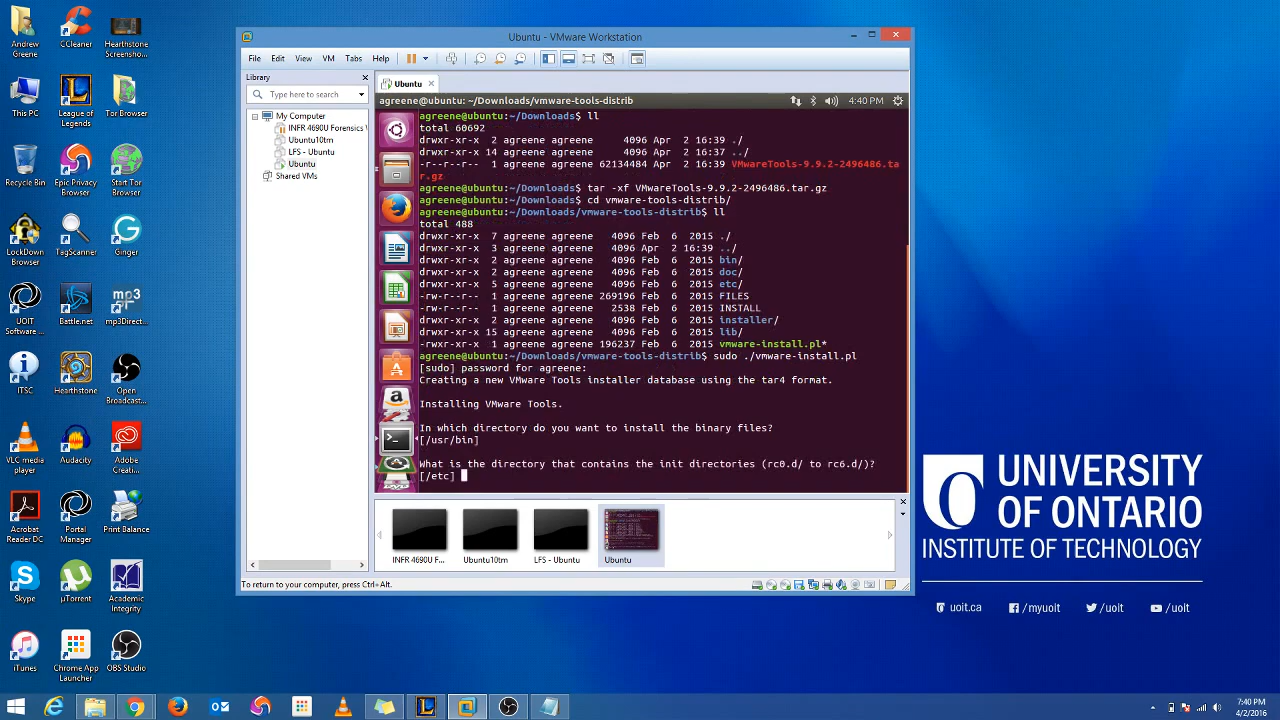 Andrew Greene
CCleaner
Hearthstone Screensho...
This PC
League of Legends
Tor Browser
Recycle Bin
Epic Privacy Browser
Start Tor Browser
LockDown Browser
TagScanner
Ginger
UOIT Software ...
Battle.net
mp3
mp3Direct...
ITSC
Hearthstone
Open Broadcast...
VLC media player
Audacity
Adobe Creati...
Acrobat Reader DC
Portal Manager
Print Balance
Skype
µTorrent
Academic Integrity
iTunes
Chrome App Launcher
OBS Studio
Ubuntu - VMware Workstation
File Edit View VM Tabs Help
Library
Type here to search
My Computer
INFR 4690U Forensics
Ubuntu10tm
LFS - Ubuntu
Ubuntu
Shared VMs
Ubuntu
agreene@ubuntu: ~/Downloads/vmware-tools-distrib
4:40 PM
agreene@ubuntu:~/Downloads$ ll
total 60692
drwxr-xr-x  2 agreene agreene     4096 Apr  2 16:39 ./
drwxr-xr-x 14 agreene agreene     4096 Apr  2 16:37 ../
-r--r--r--  1 agreene agreene 62134484 Apr  2 16:39 VMwareTools-9.9.2-2496486.ta
r.gz
agreene@ubuntu:~/Downloads$ tar -xf VMwareTools-9.9.2-2496486.tar.gz
agreene@ubuntu:~/Downloads$ cd vmware-tools-distrib/
agreene@ubuntu:~/Downloads/vmware-tools-distrib$ ll
total 488
drwxr-xr-x  7 agreene agreene   4096 Feb  6  2015 ./
drwxr-xr-x  3 agreene agreene   4096 Apr  2 16:39 ../
drwxr-xr-x  2 agreene agreene   4096 Feb  6  2015 bin/
drwxr-xr-x  2 agreene agreene   4096 Feb  6  2015 doc/
drwxr-xr-x  5 agreene agreene   4096 Feb  6  2015 etc/
-rw-r--r--  1 agreene agreene 269196 Feb  6  2015 FILES
-rw-r--r--  1 agreene agreene   2538 Feb  6  2015 INSTALL
drwxr-xr-x  2 agreene agreene   4096 Feb  6  2015 installer/
drwxr-xr-x 15 agreene agreene   4096 Feb  6  2015 lib/
-rwxr-xr-x  1 agreene agreene 196237 Feb  6  2015 vmware-install.pl*
agreene@ubuntu:~/Downloads/vmware-tools-distrib$ sudo ./vmware-install.pl
[sudo] password for agreene:
Creating a new VMware Tools installer database using the tar4 format.
Installing VMware Tools.
In which directory do you want to install the binary files?
[/usr/bin]
What is the directory that contains the init directories (rc0.d/ to rc6.d/)?
[/etc]
INFR 4690U F...
Ubuntu10tm
LFS - Ubuntu
Ubuntu
To return to your computer, press Ctrl+Alt.
UNIVERSITY
OF ONTARIO
INSTITUTE OF TECHNOLOGY
uoit.ca
/myuoit
/uoit
/uoit
7:40 PM
4/2/2016